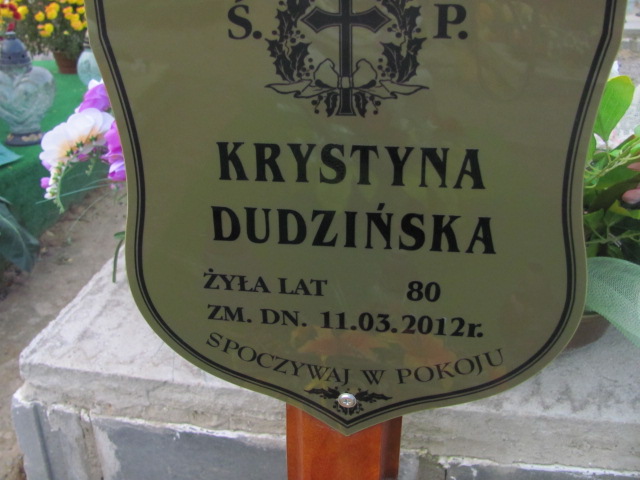 Ś. P.
KRYSTYNA
DUDZIŃSKA
ŻYŁA LAT 80
ZM. DN. 11.03.2012r.
SPOCZYWAJ W POKOJU